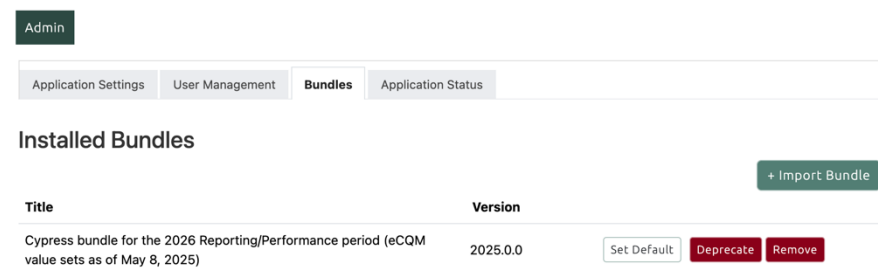 Admin
Application Settings User Management Bundles Application Status
Installed Bundles
+ Import Bundle
Title Version
Cypress bundle for the 2026 Reporting/Performance period (eCQM
value sets as of May 8, 2025) 2025.0.0 Set Default Deprecate Remove